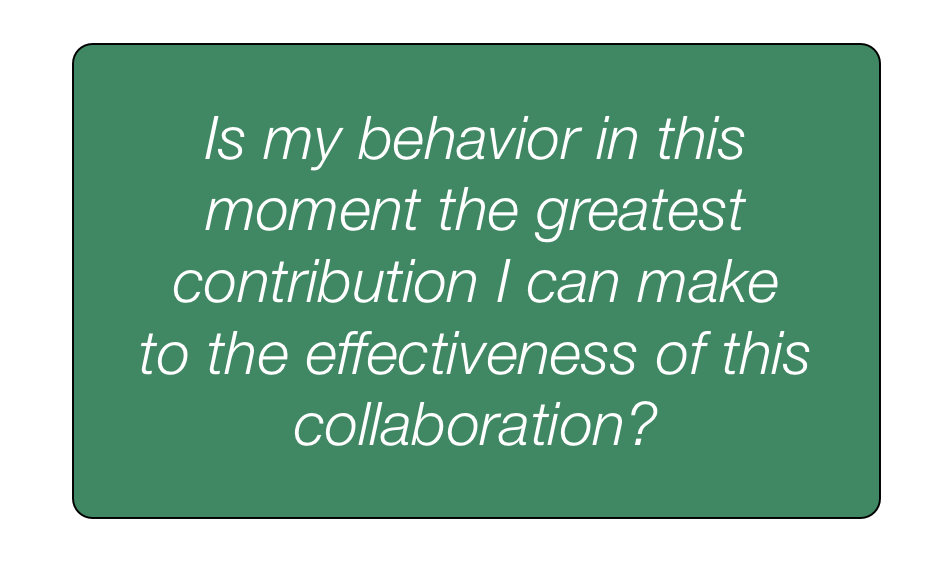 Is my behavior in this
moment the greatest
contribution I can make
to the effectiveness of this
collaboration?